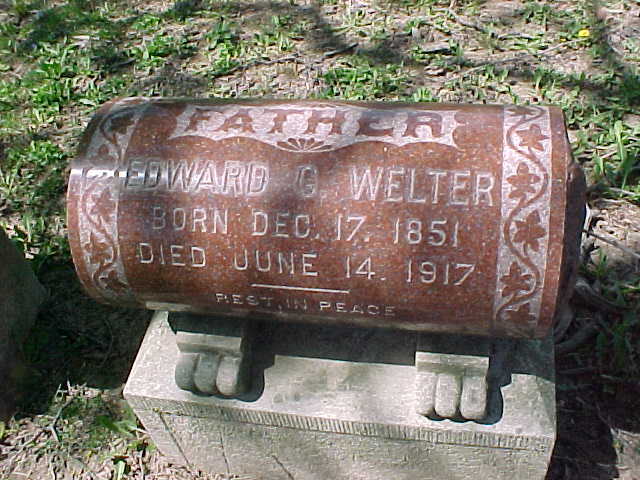 FATHER
EDWARD G. WELTER
BORN DEC. 17. 1851
DIED JUNE 14. 1917
REST IN PEACE